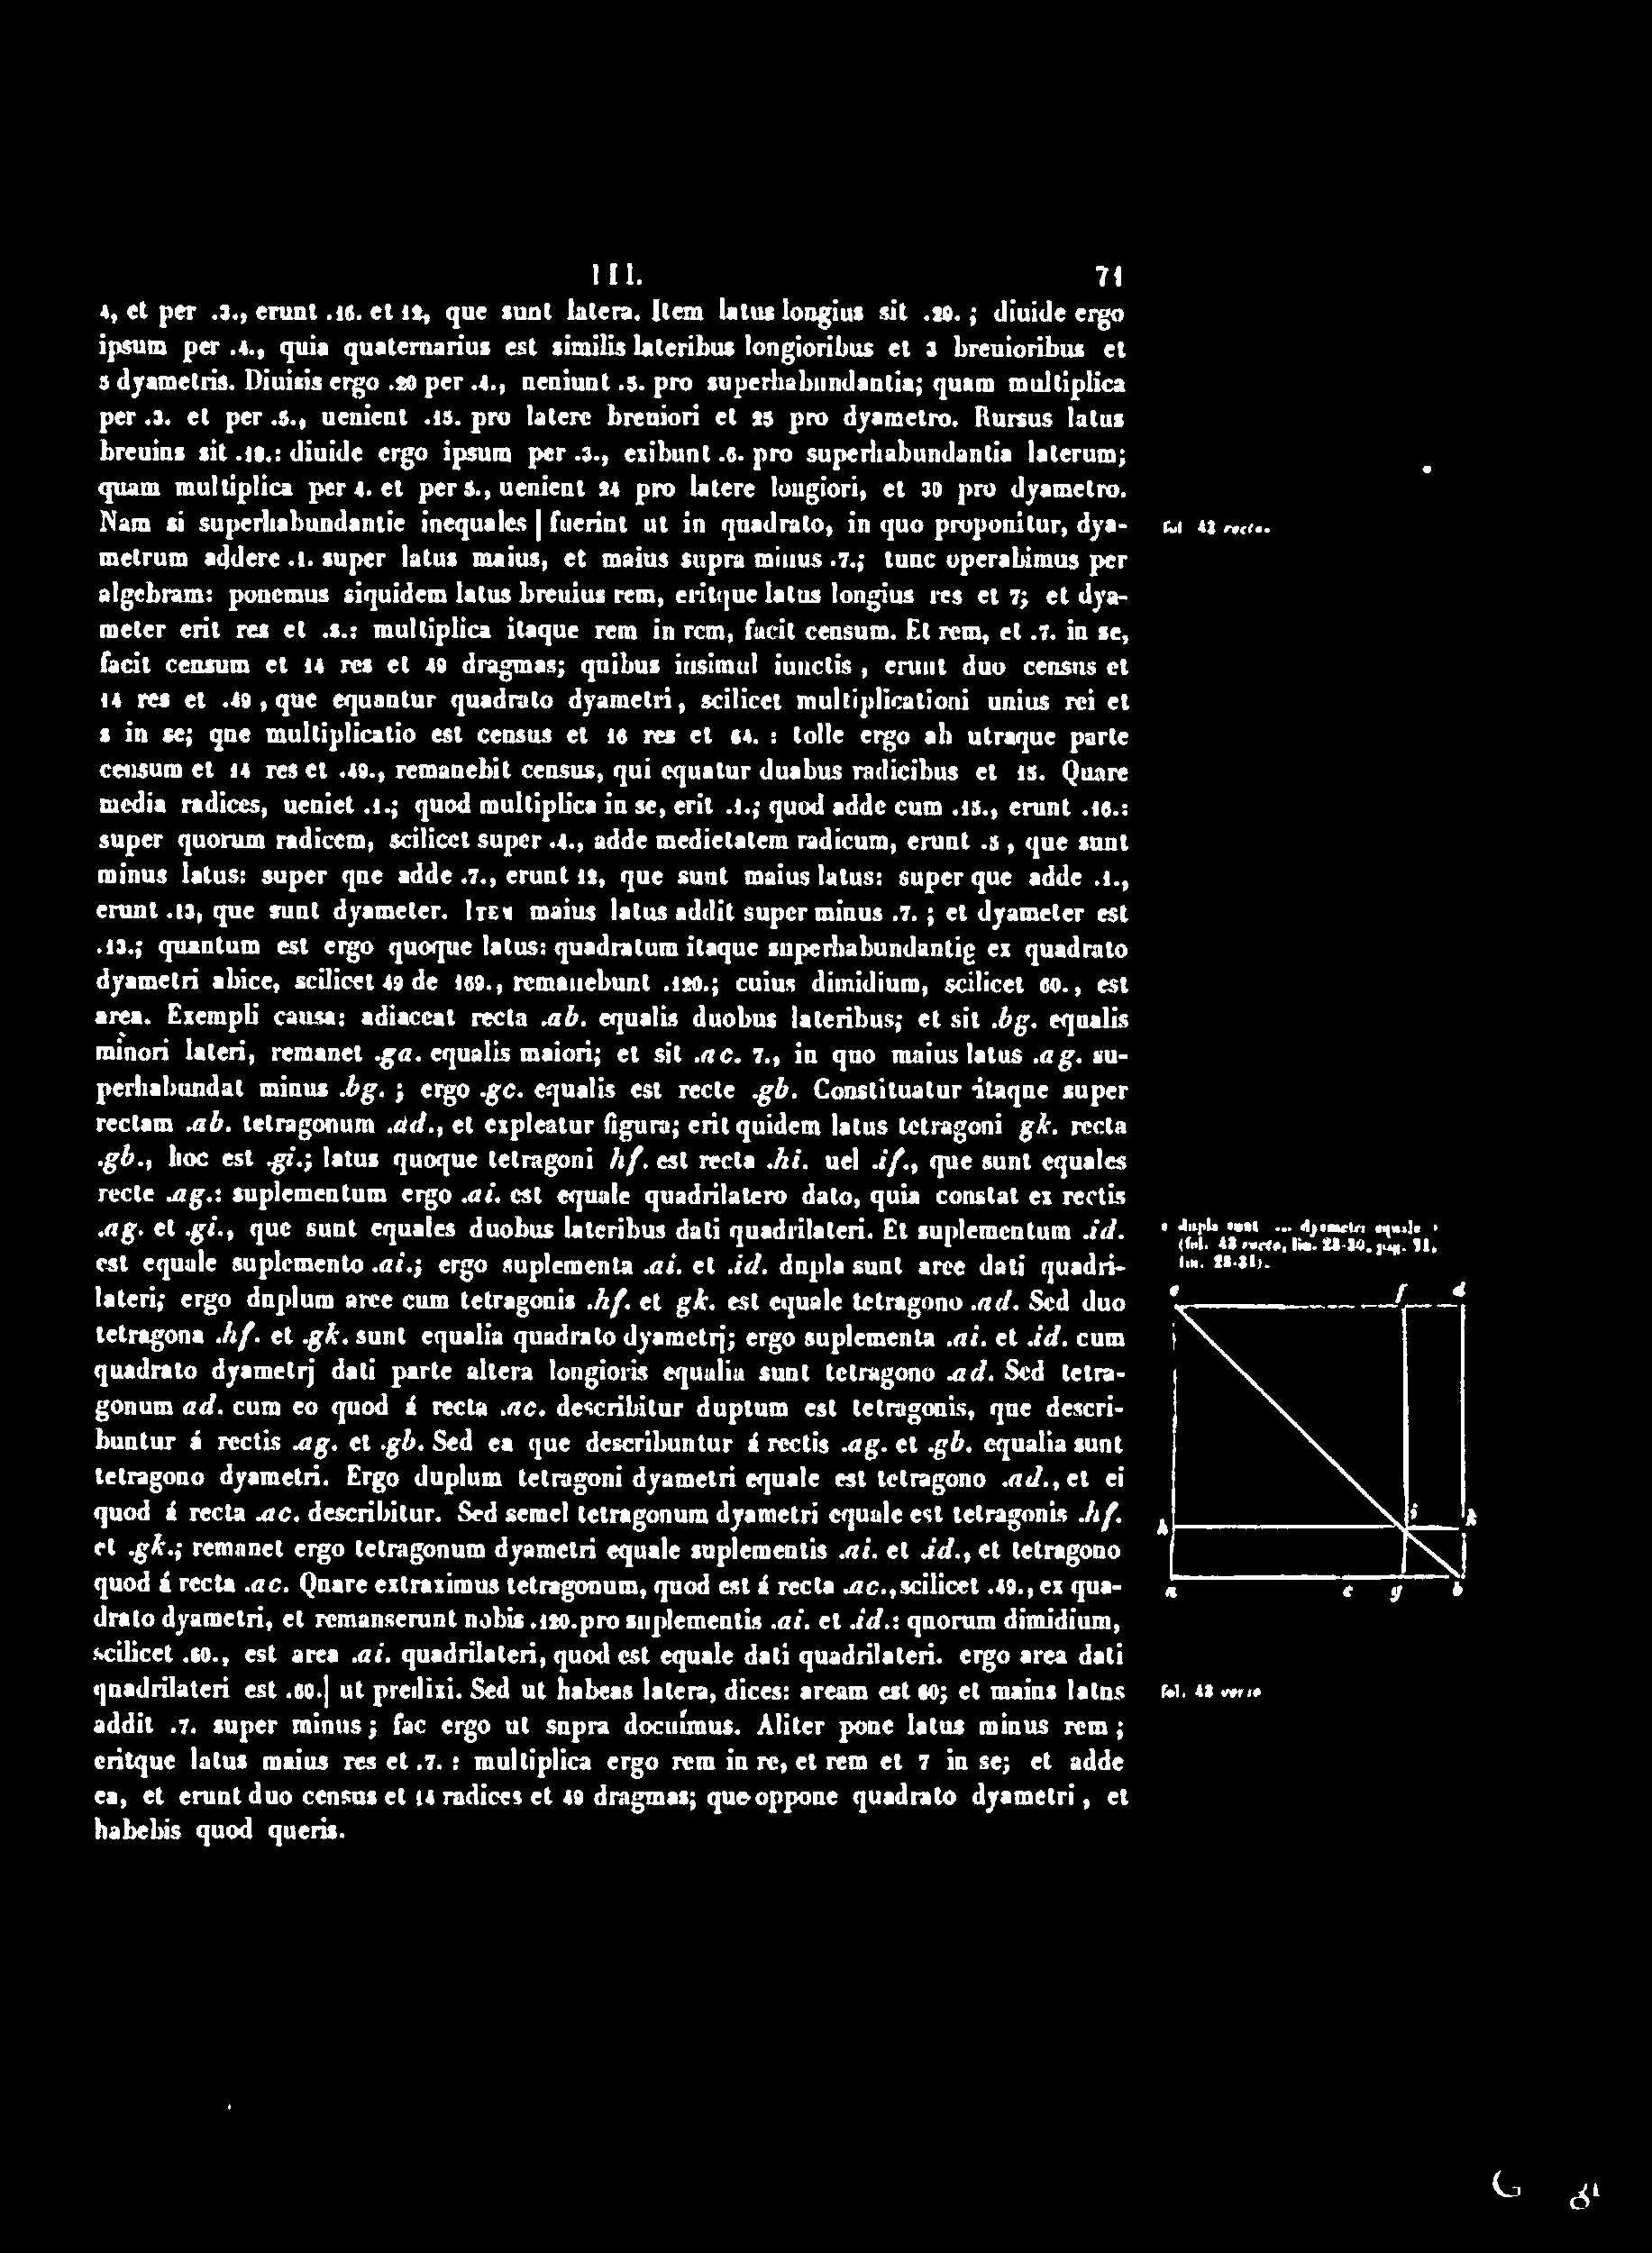 III. 71
4, et per .3., erunt .16. et 12, que sunt latera. Item latus longius sit .20. ; diuide ergo
ipsum per .4., quia quaternarius est similis lateribus longioribus et 3 breuioribus et
5 dyametris. Diuisis ergo .20 per .4., ueniunt .5. pro superhabundantia; quam multiplica
per .3. et per .5., uenient .15. pro latere breuiori et 25 pro dyametro. Rursus latus
breuius sit .18.: diuide ergo ipsum per .3., exibunt .6. pro superhabundantia laterum;
quam multiplica per 4. et per 5., uenient 24 pro latere longiori, et 30 pro dyametro.
Nam si superhabundantie inequales | fuerint ut in quadrato, in quo proponitur, dya-
fol 42 recto.
metrum addere .1. super latus maius, et maius supra minus .7.; tunc operabimus per
algebram: ponemus siquidem latus breuius rem, eritque latus longius res et 7; et dya-
meter erit res et .8.: multiplica itaque rem in rem, facit censum. Et rem, et .7. in se,
facit censum et 14 res et 49 dragmas; quibus insimul iunctis , erunt duo census et
14 res et .49 , que equantur quadrato dyametri, scilicet multiplicationi unius rei et
8 in se; que multiplicatio est census et 16 res et 64. : tolle ergo ab utraque parte
censum et 14 res et .49., remanebit census, qui equatur duabus radicibus et 15. Quare
media radices, ueniet .1.; quod multiplica in se, erit .1.; quod adde cum .15., erunt .16.:
super quorum radicem, scilicet super .4., adde medietatem radicum, erunt .5 , que sunt
minus latus: super que adde .7., erunt 12, que sunt maius latus: super que adde .1.,
erunt .13, que sunt dyameter. ITEM maius latus addit super minus .7. ; et dyameter est
.13.; quantum est ergo quoque latus: quadratum itaque superhabundantię ex quadrato
dyametri abice, scilicet 49 de 169., remanebunt .120.; cuius dimidium, scilicet 60., est
area. Exempli causa: adiaceat recta .ab. equalis duobus lateribus; et sit .bg. equalis
minori lateri, remanet .ga. equalis maiori; et sit .ac. 7., in quo maius latus .ag. su-
perhabundat minus .bg. ; ergo .gc. equalis est recte .gb. Constituatur itaque super
rectam .ab. tetragonum .ad., et expleatur figura; erit quidem latus tetragoni gk. recta
.gb., hoc est .gi.; latus quoque tetragoni hf. est recta .hi. uel .if., que sunt equales
recte .ag.: suplementum ergo .ai. est equale quadrilatero dato, quia constat ex rectis
.ag. et .gi., que sunt equales duobus lateribus dati quadrilateri. Et suplementum .id.
est equale suplemento .ai.; ergo suplementa .ai. et .id. dupla sunt aree dati quadri-
lateri; ergo duplum aree cum tetragonis .hf. et gk. est equale tetragono .ad. Sed duo
tetragona .hf. et .gk. sunt equalia quadrato dyametrj; ergo suplementa .ai. et .id. cum
quadrato dyametrj dati parte altera longioris equalia sunt tetragono .ad. Sed tetra-
gonum ad. cum eo quod á recta .ac. describitur duptum est tetragonis, que descri-
buntur á rectis .ag. et .gb. Sed ea que describuntur á rectis .ag. et .gb. equalia sunt
tetragono dyametri. Ergo duplum tetragoni dyametri equale est tetragono .ad., et ei
quod á recta .ac. describitur. Sed semel tetragonum dyametri equale est tetragonis .hf.
et .gk.; remanet ergo tetragonum dyametri equale suplementis .ai. et .id., et tetragono
quod á recta .ac. Quare extraximus tetragonum, quod est á recta .ac., scilicet .49., ex qua-
drato dyametri, et remanserunt nobis .120. pro suplementis .ai. et .id.: quorum dimidium,
scilicet .60., est area .ai. quadrilateri, quod est equale dati quadrilateri. ergo area dati
quadrilateri est .60.| ut predixi. Sed ut habeas latera, dices: aream est 60; et maius latus
fol. 42 verso
addit .7. super minus; fac ergo ut supra docuimus. Aliter pone latus minus rem ;
eritque latus maius res et .7. : multiplica ergo rem in re, et rem et 7 in se; et adde
ea, et erunt duo census et 14 radices et 49 dragmas; que oppone quadrato dyametri , et
habebis quod queris.
« dupla sunt ... dyametri equale »
(fol. 42 recto, lin. 28-30, pag. 71,
lin. 28-31).
e f d
h i k
a c g b